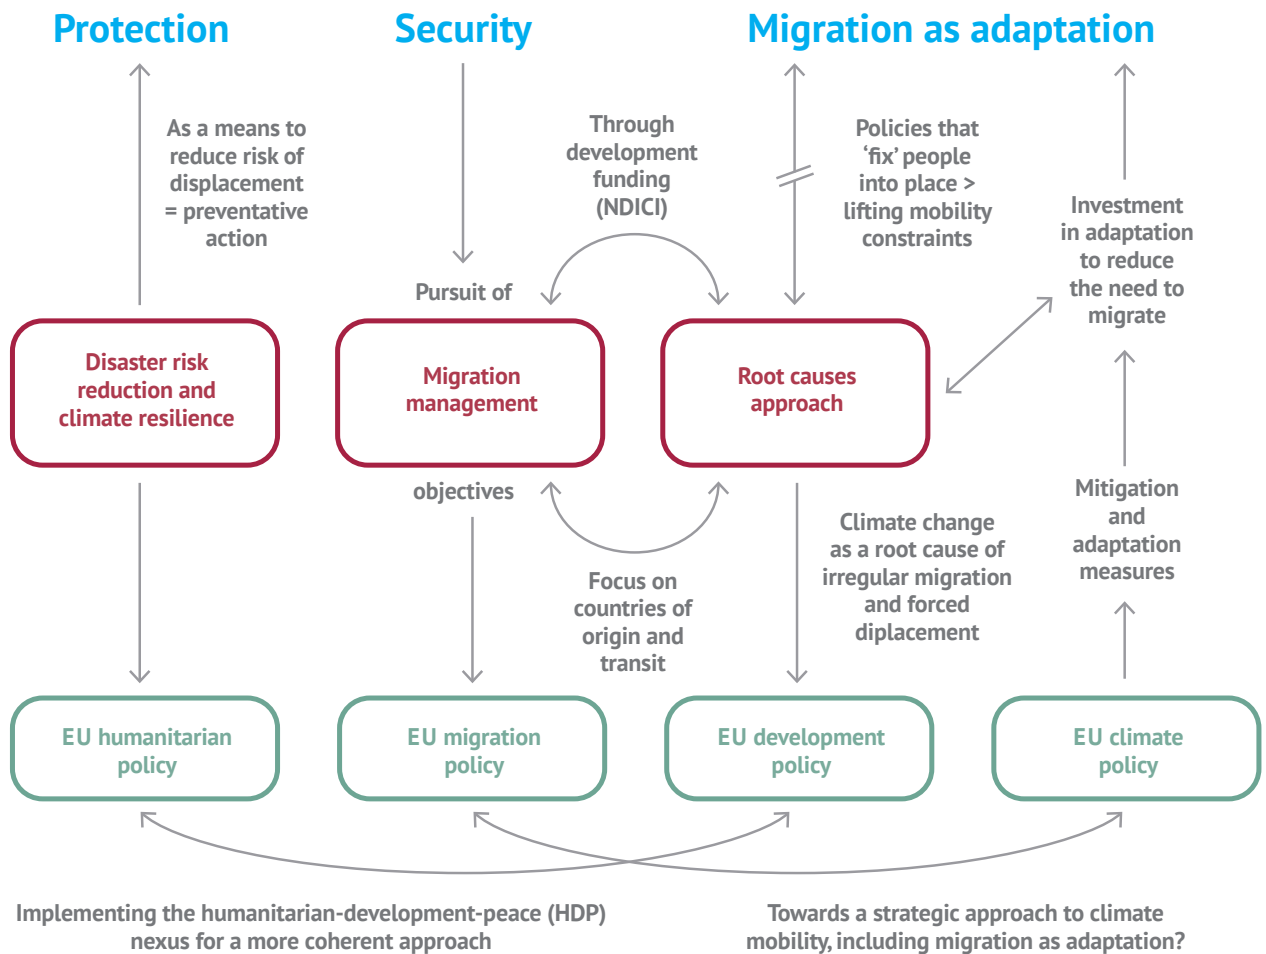 Protection
Security
Migration as adaptation
As a means to
reduce risk of
displacement
= preventative
action
Through
development
funding
(NDICI)
Policies that
‘fix’ people
into place >
lifting mobility
constraints
Investment
in adaptation
to reduce
the need to
migrate
Pursuit of
Disaster risk
reduction and
climate resilience
Migration
management
Root causes
approach
objectives
Focus on
countries of
origin and
transit
Climate change
as a root cause of
irregular migration
and forced
diplacement
Mitigation
and
adaptation
measures
EU humanitarian
policy
EU migration
policy
EU development
policy
EU climate
policy
Implementing the humanitarian-development-peace (HDP)
nexus for a more coherent approach
Towards a strategic approach to climate
mobility, including migration as adaptation?